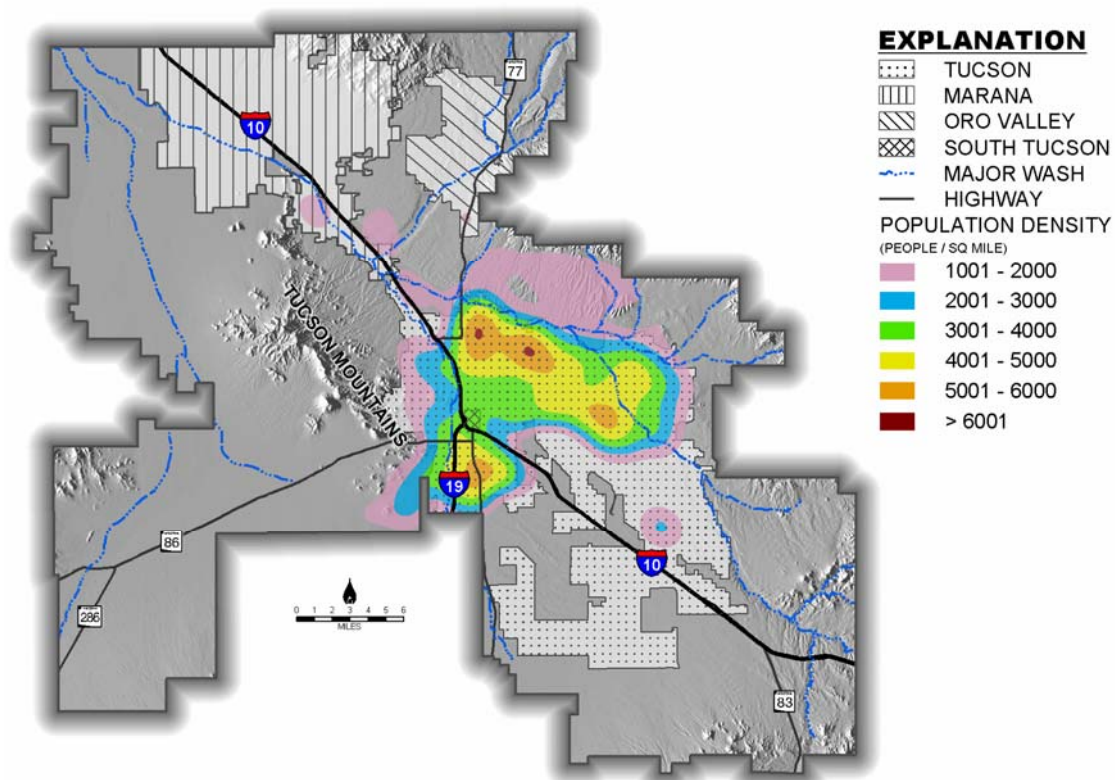 EXPLANATION
TUCSON
MARANA
ORO VALLEY
SOUTH TUCSON
MAJOR WASH
HIGHWAY
POPULATION DENSITY
(PEOPLE / SQ MILE)
1001 - 2000
2001 - 3000
3001 - 4000
4001 - 5000
5001 - 6000
> 6001
77
10
TUCSON MOUNTAINS
19
86
10
286
83
0 1 2 3 4 5 6
MILES